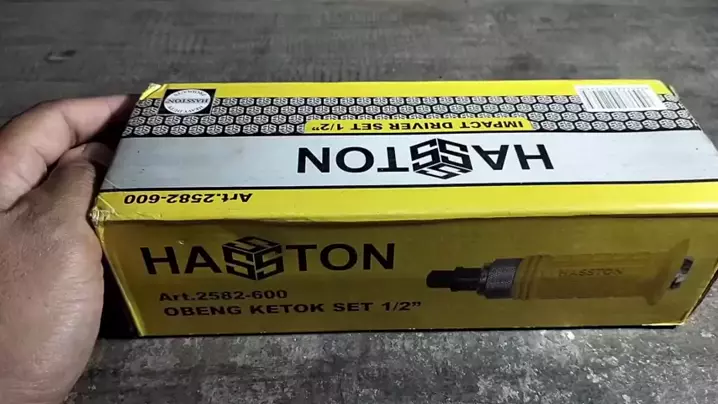 HASSTON
IMPACT DRIVER SET 1/2"
HASSTON
Art.2582-600
HASSTON
Art.2582-600
OBENG KETOK SET 1/2"
HASSTON